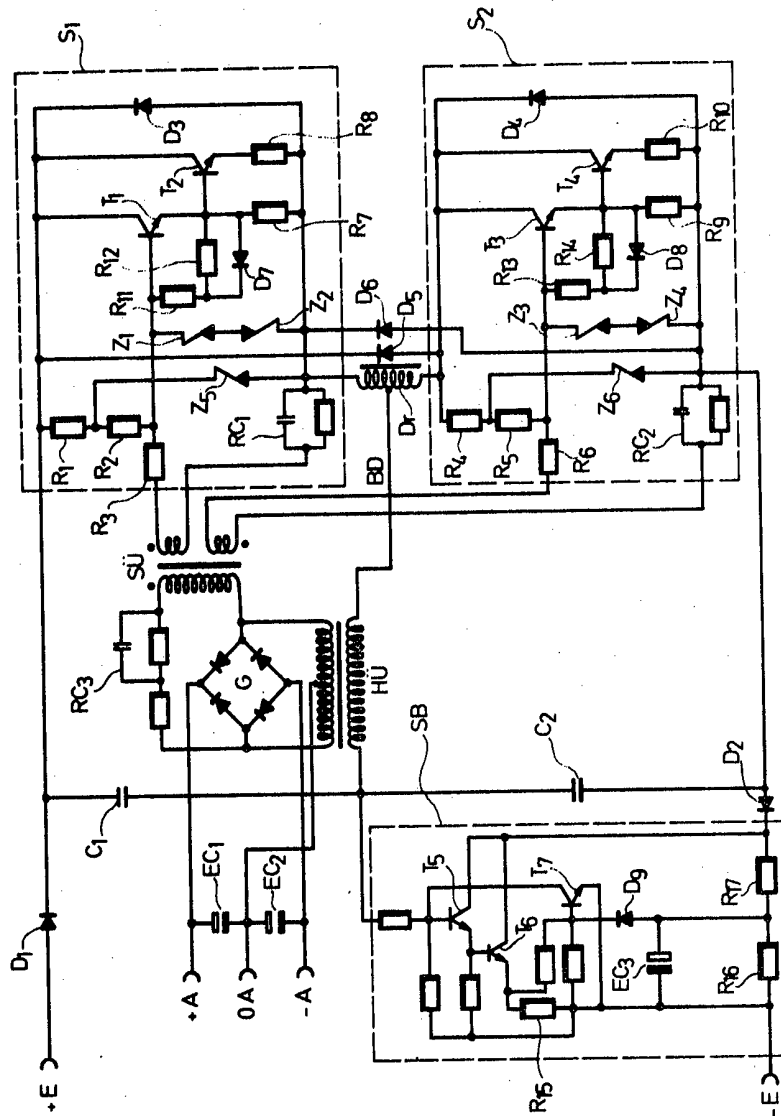 S1
D3
R8
T2
T1
R7
R12
D7
R11
Z1
Z2
R1
R2
R3
Z5
RC1
D6
D5
Dr
BD
S2
D4
R10
T4
T3
R9
R14
D8
R13
Z3
Z4
R4
R5
R6
Z6
RC2
SÜ
RC3
G
HÜ
C1
C2
SB
D2
D1
EC1
EC2
+A
0A
-A
+E
-E
T5
T6
T7
D9
R17
R16
EC3
R15